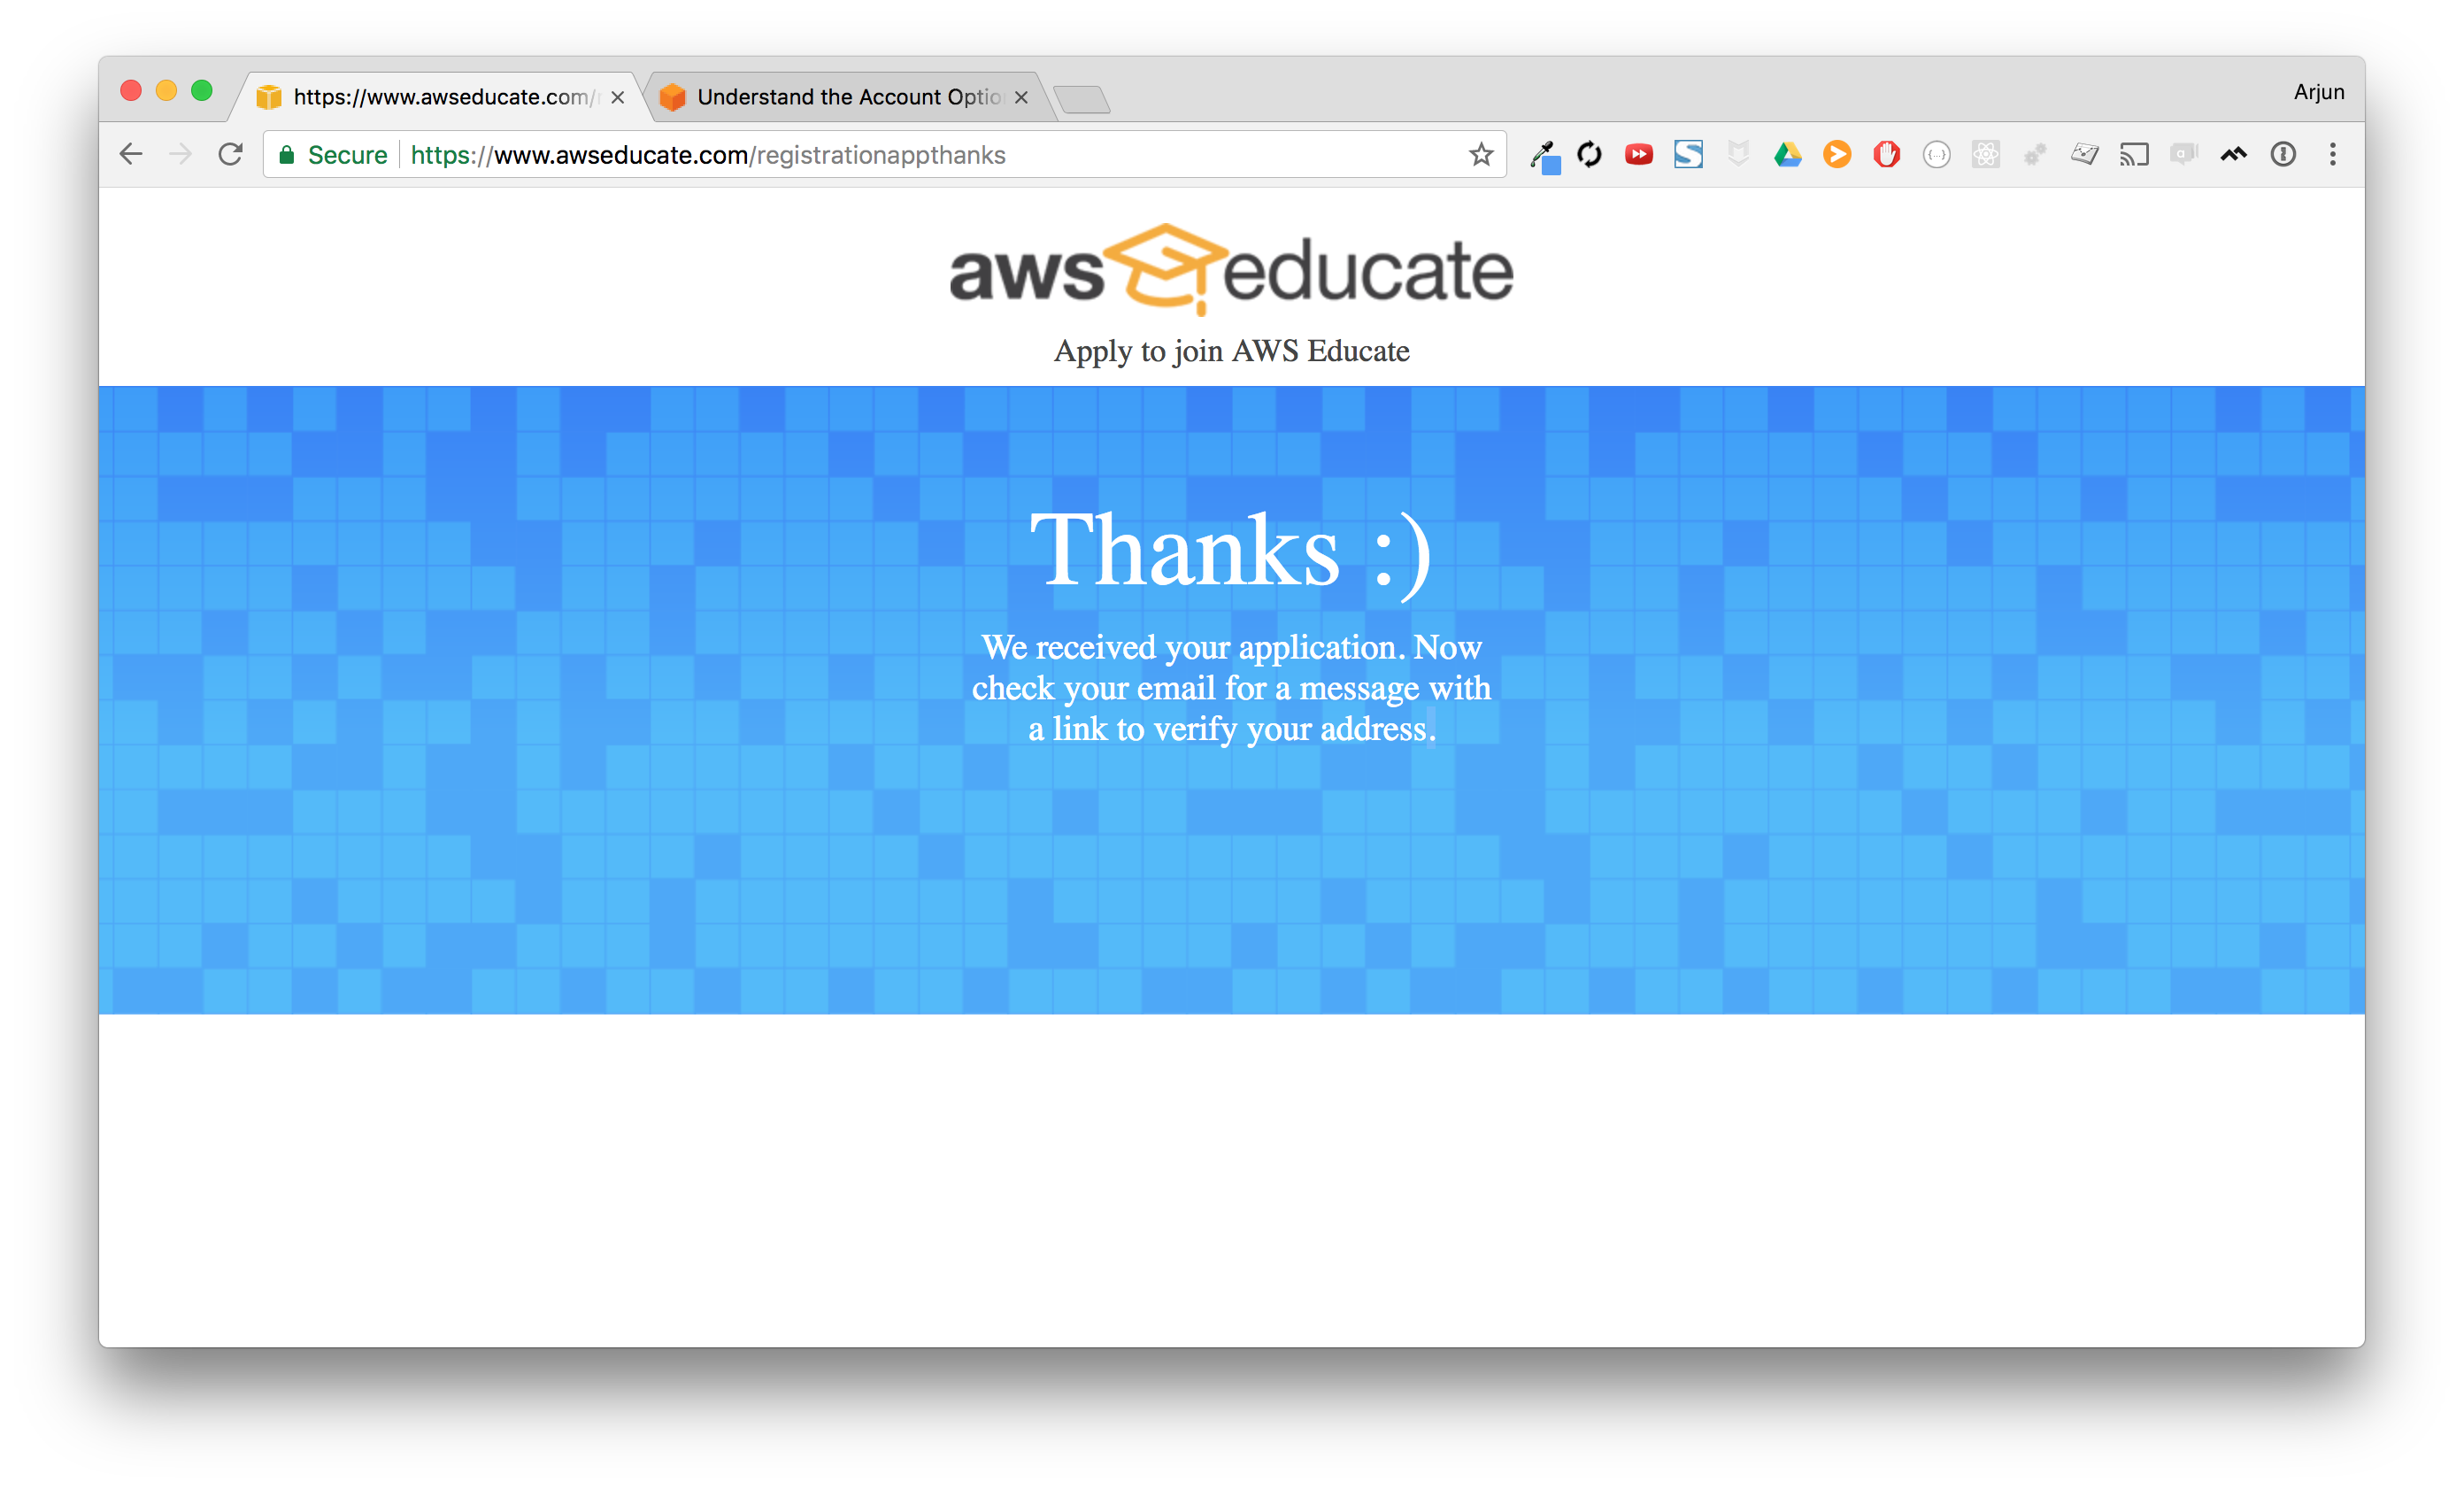 https://www.awseducate.com/
Understand the Account Optio
Arjun
Secure
https://www.awseducate.com/registrationappthanks
aws educate
Apply to join AWS Educate
Thanks :)
We received your application. Now
check your email for a message with
a link to verify your address.